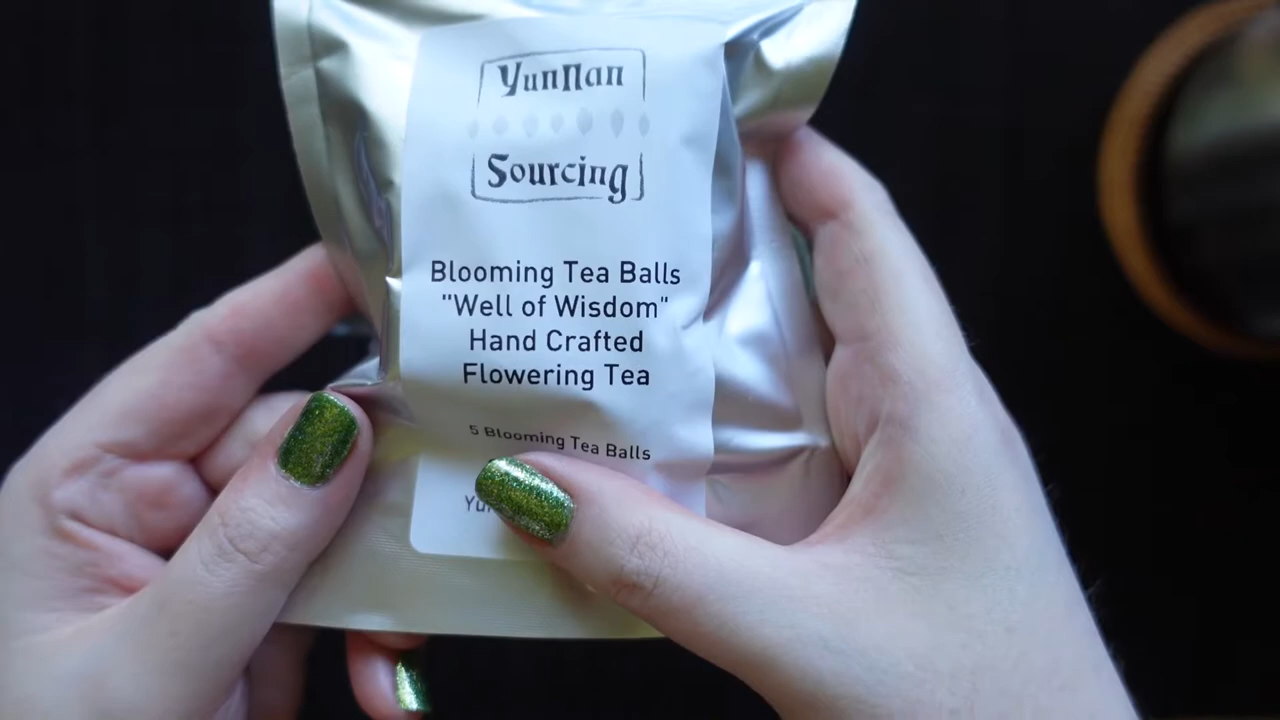 Yunnan
Sourcing
Blooming Tea Balls
"Well of Wisdom"
Hand Crafted
Flowering Tea
5 Blooming Tea Balls